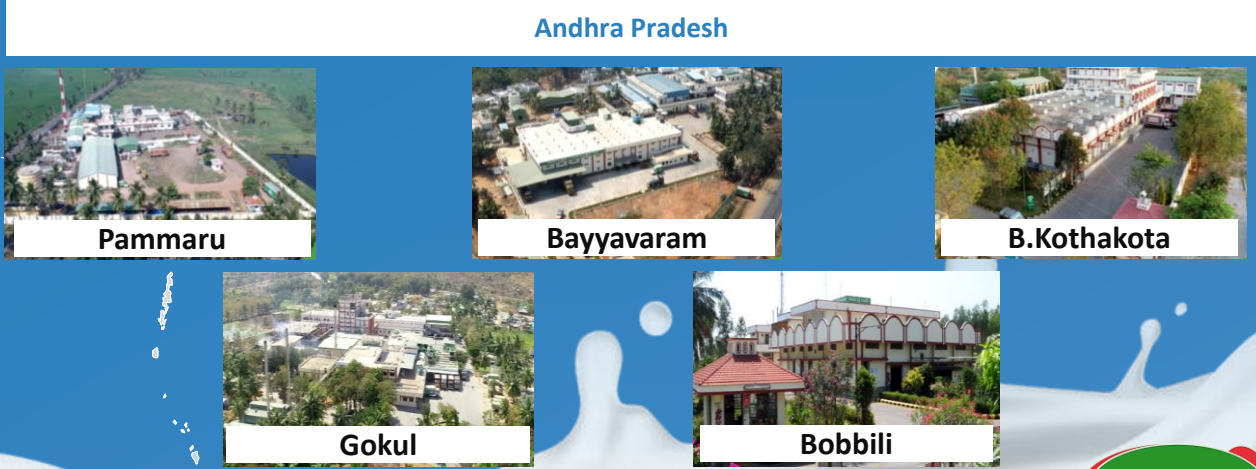 Andhra Pradesh
Pammaru
Bayyavaram
B.Kothakota
Gokul
Bobbili